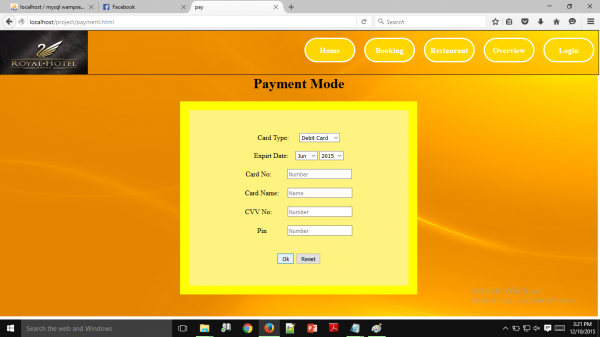 localhost / mysql wampse...
Facebook
pay
localhost/project/payment.html
Search
ROYAL-HOTEL
Home
Booking
Restaurant
Overview
Login
Payment Mode
Card Type:
Debit Card
Expirt Date:
Jun
2015
Card No:
Number
Card Name:
Name
CVV No:
Number
Pin
Number
Ok
Reset
Search the web and Windows
3:21 PM
12/10/2015